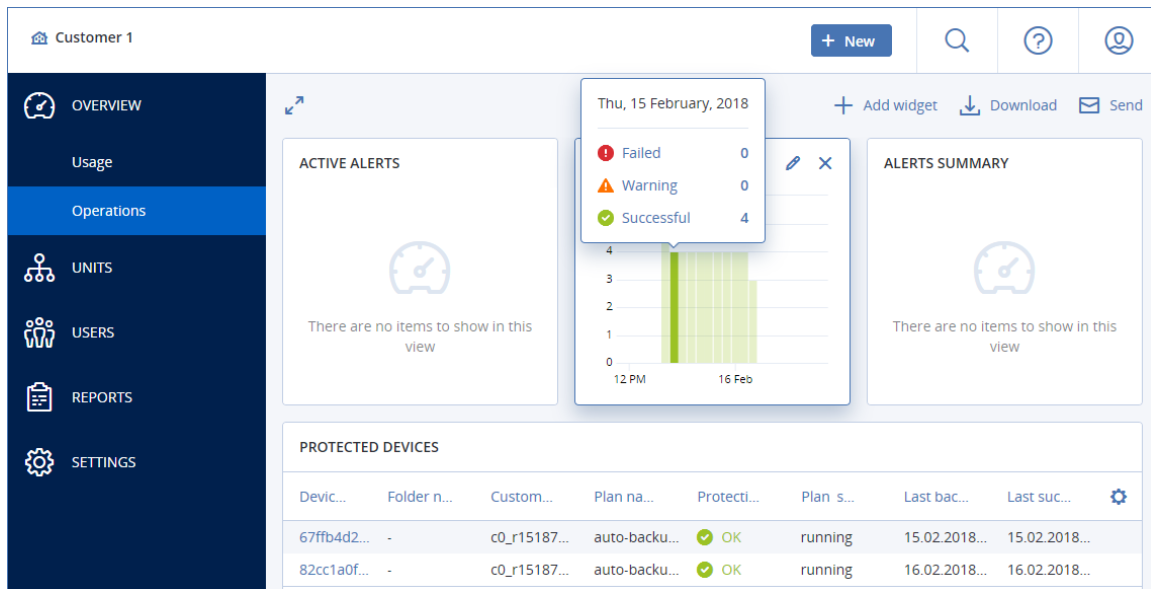 Customer 1
+ New
OVERVIEW
Usage
Operations
UNITS
USERS
REPORTS
SETTINGS
Add widget
Download
Send
ACTIVE ALERTS
There are no items to show in this
view
Thu, 15 February, 2018
Failed 0
Warning 0
Successful 4
4
3
2
1
0
12 PM 16 Feb
ALERTS SUMMARY
There are no items to show in this
view
PROTECTED DEVICES
Devic... Folder n... Custom... Plan na... Protecti... Plan s... Last bac... Last suc...
67ffb4d2... - c0_r15187... auto-backu... OK running 15.02.2018... 15.02.2018...
82cc1a0f... - c0_r15187... auto-backu... OK running 16.02.2018... 16.02.2018...